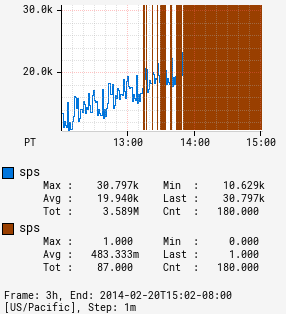 30.0k
20.0k
PT 13:00 14:00 15:00
sps
Max : 30.797k Min : 10.629k
Avg : 19.940k Last : 30.797k
Tot : 3.589M Cnt : 180.000
sps
Max : 1.000 Min : 0.000
Avg : 483.333m Last : 1.000
Tot : 87.000 Cnt : 180.000
Frame: 3h, End: 2014-02-20T15:02-08:00
[US/Pacific], Step: 1m